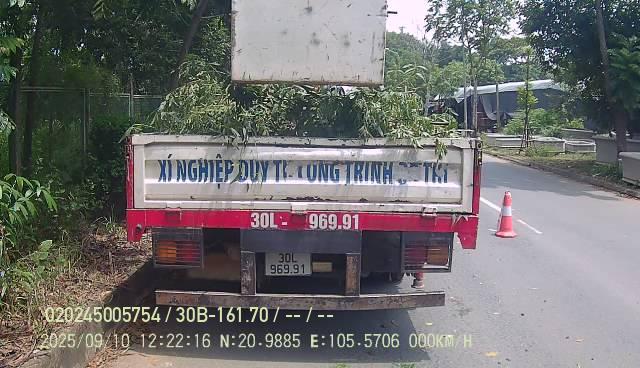 XÍ NGHIỆP DUY TRÌ
30L - 969.91
30L
969.91
020245005754 / 30B-161.70 / -- / --
2025/09/10 12:22:16 N:20.9885 E:105.5706 000KM/H